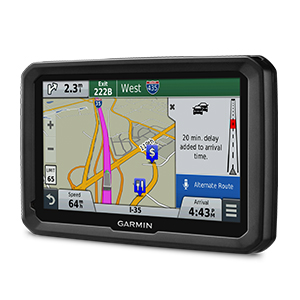 2.3
Exit
222B
West
435
20 min. delay
added to arrival
time.
LIMIT
65
Alternate Route
Speed
64
I-35
Arrival
4:43
GARMIN